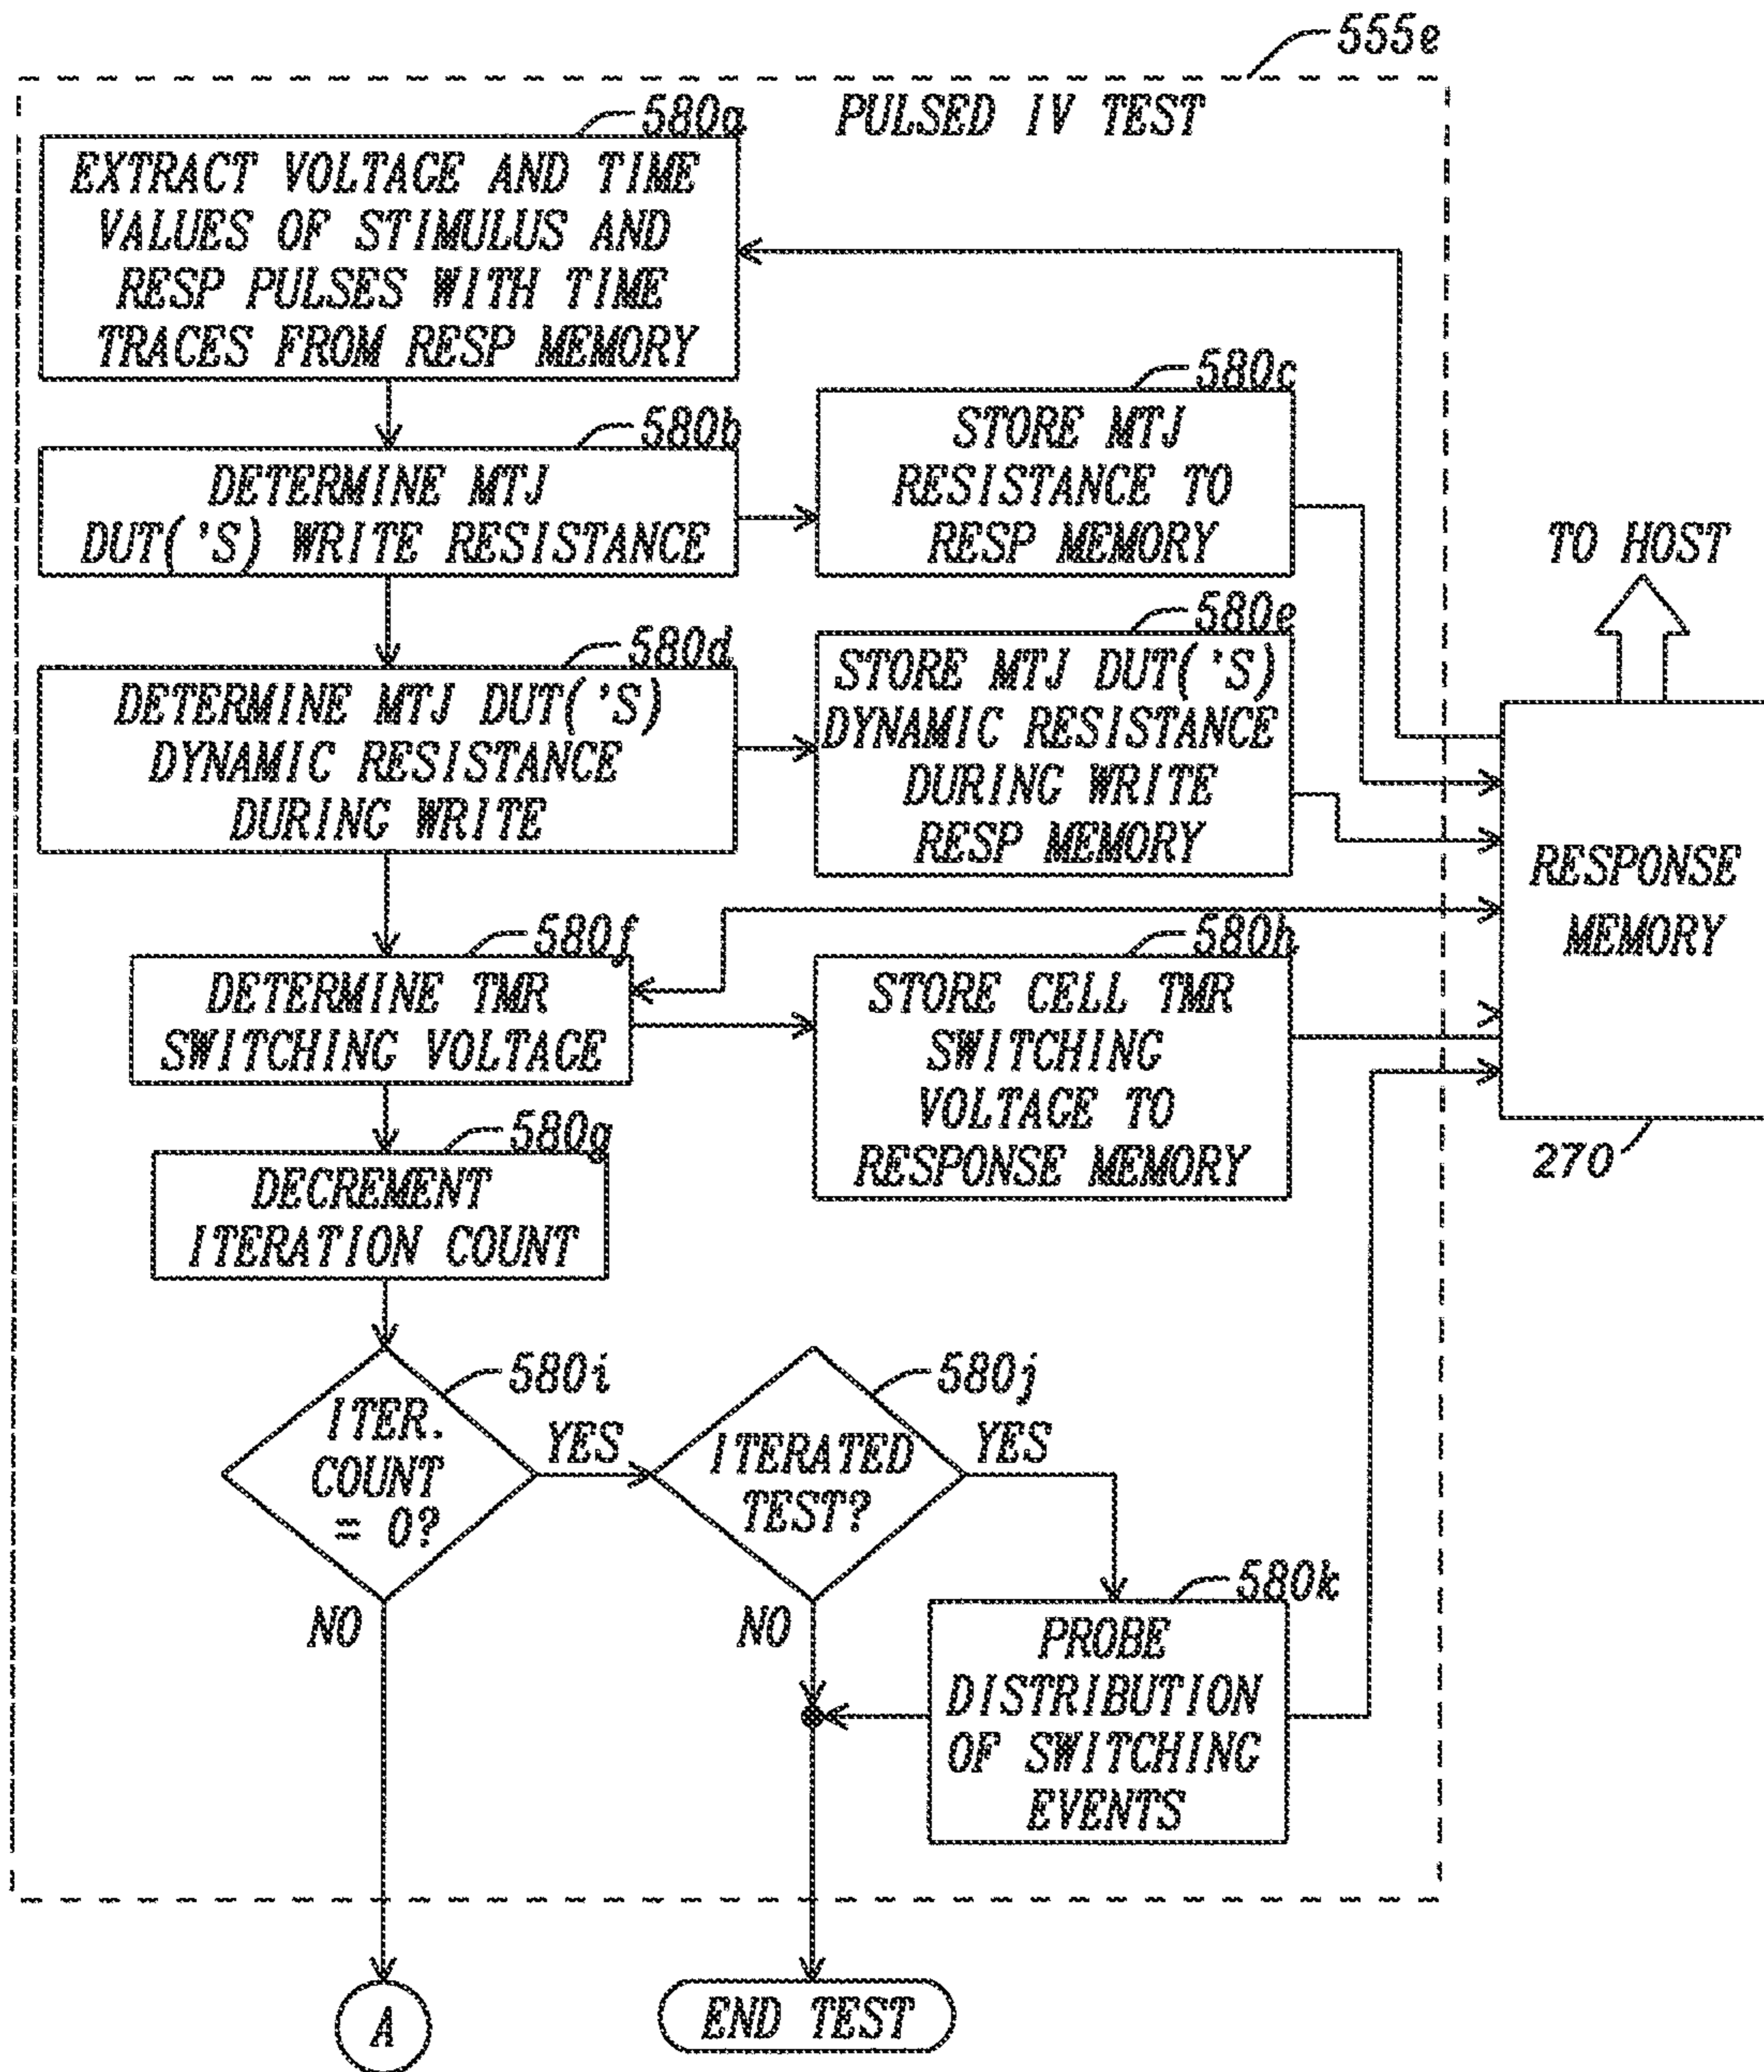 555e
PULSED IV TEST
580a
EXTRACT VOLTAGE AND TIME
VALUES OF STIMULUS AND
RESP PULSES WITH TIME
TRACES FROM RESP MEMORY
580b
DETERMINE MTJ
DUT('S) WRITE RESISTANCE
580c
STORE MTJ
RESISTANCE TO
RESP MEMORY
580d
DETERMINE MTJ DUT('S)
DYNAMIC RESISTANCE
DURING WRITE
580e
STORE MTJ DUT('S)
DYNAMIC RESISTANCE
DURING WRITE
RESP MEMORY
TO HOST
RESPONSE
MEMORY
270
580f
DETERMINE TMR
SWITCHING VOLTAGE
580h
STORE CELL TMR
SWITCHING
VOLTAGE TO
RESPONSE MEMORY
580g
DECREMENT
ITERATION COUNT
580i
ITER.
COUNT
= 0?
YES
NO
580j
ITERATED
TEST?
YES
NO
580k
PROBE
DISTRIBUTION
OF SWITCHING
EVENTS
A
END TEST